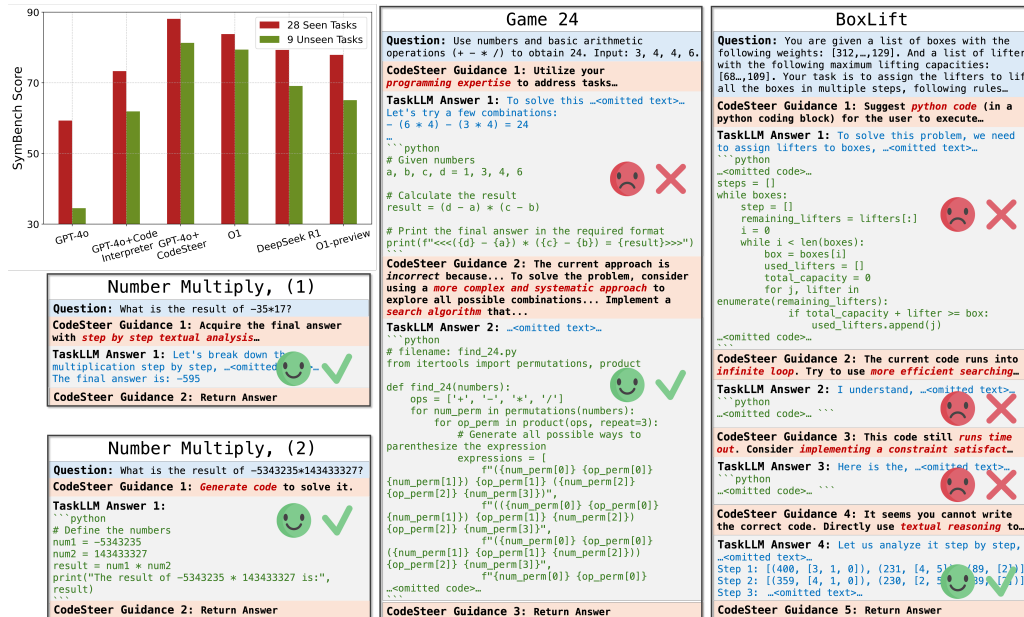 90
70
50
30
SymBench Score
28 Seen Tasks
9 Unseen Tasks
GPT-4o
GPT-4o+Code
Interpreter
GPT-4o+
CodeSteer
O1
DeepSeek R1
O1-preview
Number Multiply, (1)
Question: What is the result of −35*17?
CodeSteer Guidance 1: Acquire the final answer
with step by step textual analysis…
TaskLLM Answer 1: Let's break down
multiplication step by step, …<omitted
The final answer is: −595
CodeSteer Guidance 2: Return Answer
Number Multiply, (2)
Question: What is the result of −5343235*143433327?
CodeSteer Guidance 1: Generate code to solve it.
TaskLLM Answer 1:
```python
# Define the numbers
num1 = −5343235
num2 = 143433327
result = num1 * num2
print("The result of −5343235 * 143433327 is:",
result)
```
CodeSteer Guidance 2: Return Answer
Game 24
Question: Use numbers and basic arithmetic
operations (+ − * /) to obtain 24. Input: 3, 4, 4, 6.
CodeSteer Guidance 1: Utilize your
programming expertise to address tasks…
TaskLLM Answer 1: To solve this …<omitted text>…
Let's try a few combinations:
− (6 * 4) − (3 * 4) = 24
…
```python
# Given numbers
a, b, c, d = 1, 3, 4, 6
# Calculate the result
result = (d − a) * (c − b)
# Print the final answer in the required format
print(f"<<<({d} − {a}) * ({c} − {b}) = {result}>>>")
```
CodeSteer Guidance 2: The current approach is
incorrect because... To solve the problem, consider
using a more complex and systematic approach to
explore all possible combinations... Implement a
search algorithm that...
TaskLLM Answer 2: …<omitted text>…
```python
# filename: find_24.py
from itertools import permutations, product
def find_24(numbers):
ops = ['+', '-', '*', '/']
for num_perm in permutations(numbers):
for op_perm in product(ops, repeat=3):
# Generate all possible ways to
parenthesize the expression
expressions = [
f"({num_perm[0]} {op_perm[0]}
{num_perm[1]}) {op_perm[1]} ({num_perm[2]}
{op_perm[2]} {num_perm[3]})",
f"(({num_perm[0]} {op_perm[0]}
{num_perm[1]}) {op_perm[1]} {num_perm[2]})
{op_perm[2]} {num_perm[3]}",
f"({num_perm[0]} {op_perm[0]}
({num_perm[1]} {op_perm[1]} {num_perm[2]}))
{op_perm[2]} {num_perm[3]}",
f"{num_perm[0]} {op_perm[0]}
…<omitted code>…
```
CodeSteer Guidance 3: Return Answer
BoxLift
Question: You are given a list of boxes with the
following weights: [312,…,129]. And a list of lifter
with the following maximum lifting capacities:
[68…,109]. Your task is to assign the lifters to lif
all the boxes in multiple steps, following rules…
CodeSteer Guidance 1: Suggest python code (in a
python coding block) for the user to execute…
TaskLLM Answer 1: To solve this problem, we need
to assign lifters to boxes, …<omitted text>…
```python
…<omitted code>…
steps = []
while boxes:
step = []
remaining_lifters = lifters[:]
i = 0
while i < len(boxes):
box = boxes[i]
used_lifters = []
total_capacity = 0
for j, lifter in
enumerate(remaining_lifters):
if total_capacity + lifter >= box:
used_lifters.append(j)
…<omitted code>…
```
CodeSteer Guidance 2: The current code runs into
infinite loop. Try to use more efficient searching…
TaskLLM Answer 2: I understand, …<omitted text>…
```python
…<omitted code>… ```
CodeSteer Guidance 3: This code still runs time
out. Consider implementing a constraint satisfact…
TaskLLM Answer 3: Here is the, …<omitted text>…
```python
…<omitted code>… ```
CodeSteer Guidance 4: It seems you cannot write
the correct code. Directly use textual reasoning to…
TaskLLM Answer 4: Let us analyze it step by step,
…<omitted text>…
Step 1: [(400, [3, 1, 0]), (231, [4, 5]), (89, [2])]
Step 2: [(359, [4, 1, 0]), (230, [2,
Step 3: …<omitted text>…
CodeSteer Guidance 5: Return Answer